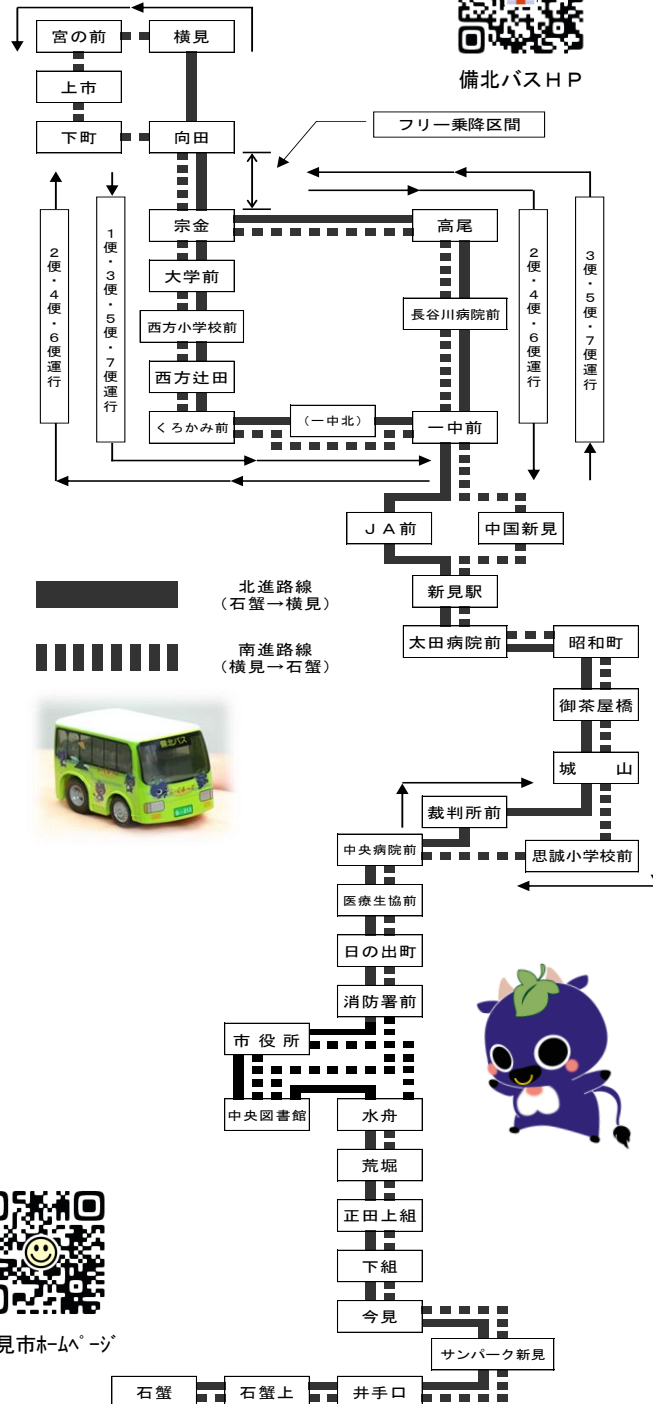 備北バスＨＰ
宮の前
横見
上市
下町
向田
フリー乗降区間
宗金
高尾
2便・4便・6便運行
1便・3便・5便・7便運行
2便・4便・6便運行
3便・5便・7便運行
大学前
西方小学校前
長谷川病院前
西方辻田
くろかみ前
（一中北）
一中前
ＪＡ前
中国新見
北進路線
（石蟹→横見）
新見駅
南進路線
（横見→石蟹）
太田病院前
昭和町
御茶屋橋
備北バス
城　山
裁判所前
中央病院前
思誠小学校前
医療生協前
日の出町
消防署前
市役所
中央図書館
水舟
荒堀
正田上組
下組
今見
見市ホームページ
サンパーク新見
石蟹
石蟹上
井手口